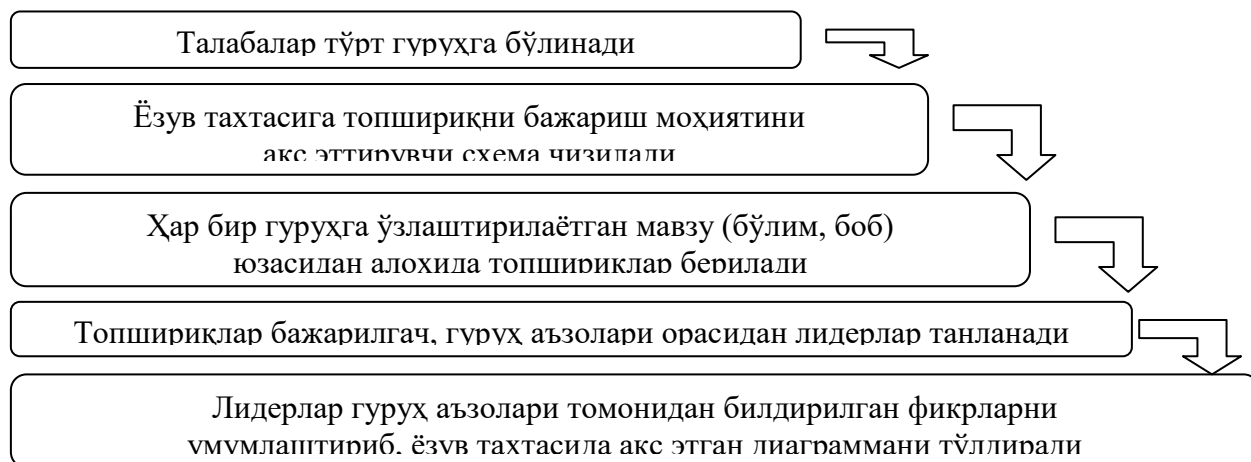 Талабалар тўрт гуруҳга бўлинади
Ёзув тахтасига топшириқни бажариш моҳиятини
акс эттирувчи схема чизилади
Ҳар бир гуруҳга ўзлаштирилаётган мавзу (бўлим, боб)
юзасидан алоҳида топшириқлар берилади
Топшириқлар бажарилгач, гуруҳ аъзолари орасидан лидерлар танланади
Лидерлар гуруҳ аъзолари томонидан билдирилган фикрларни
умумлаштириб, ёзув тахтасида акс этган диаграммани тўлдиради